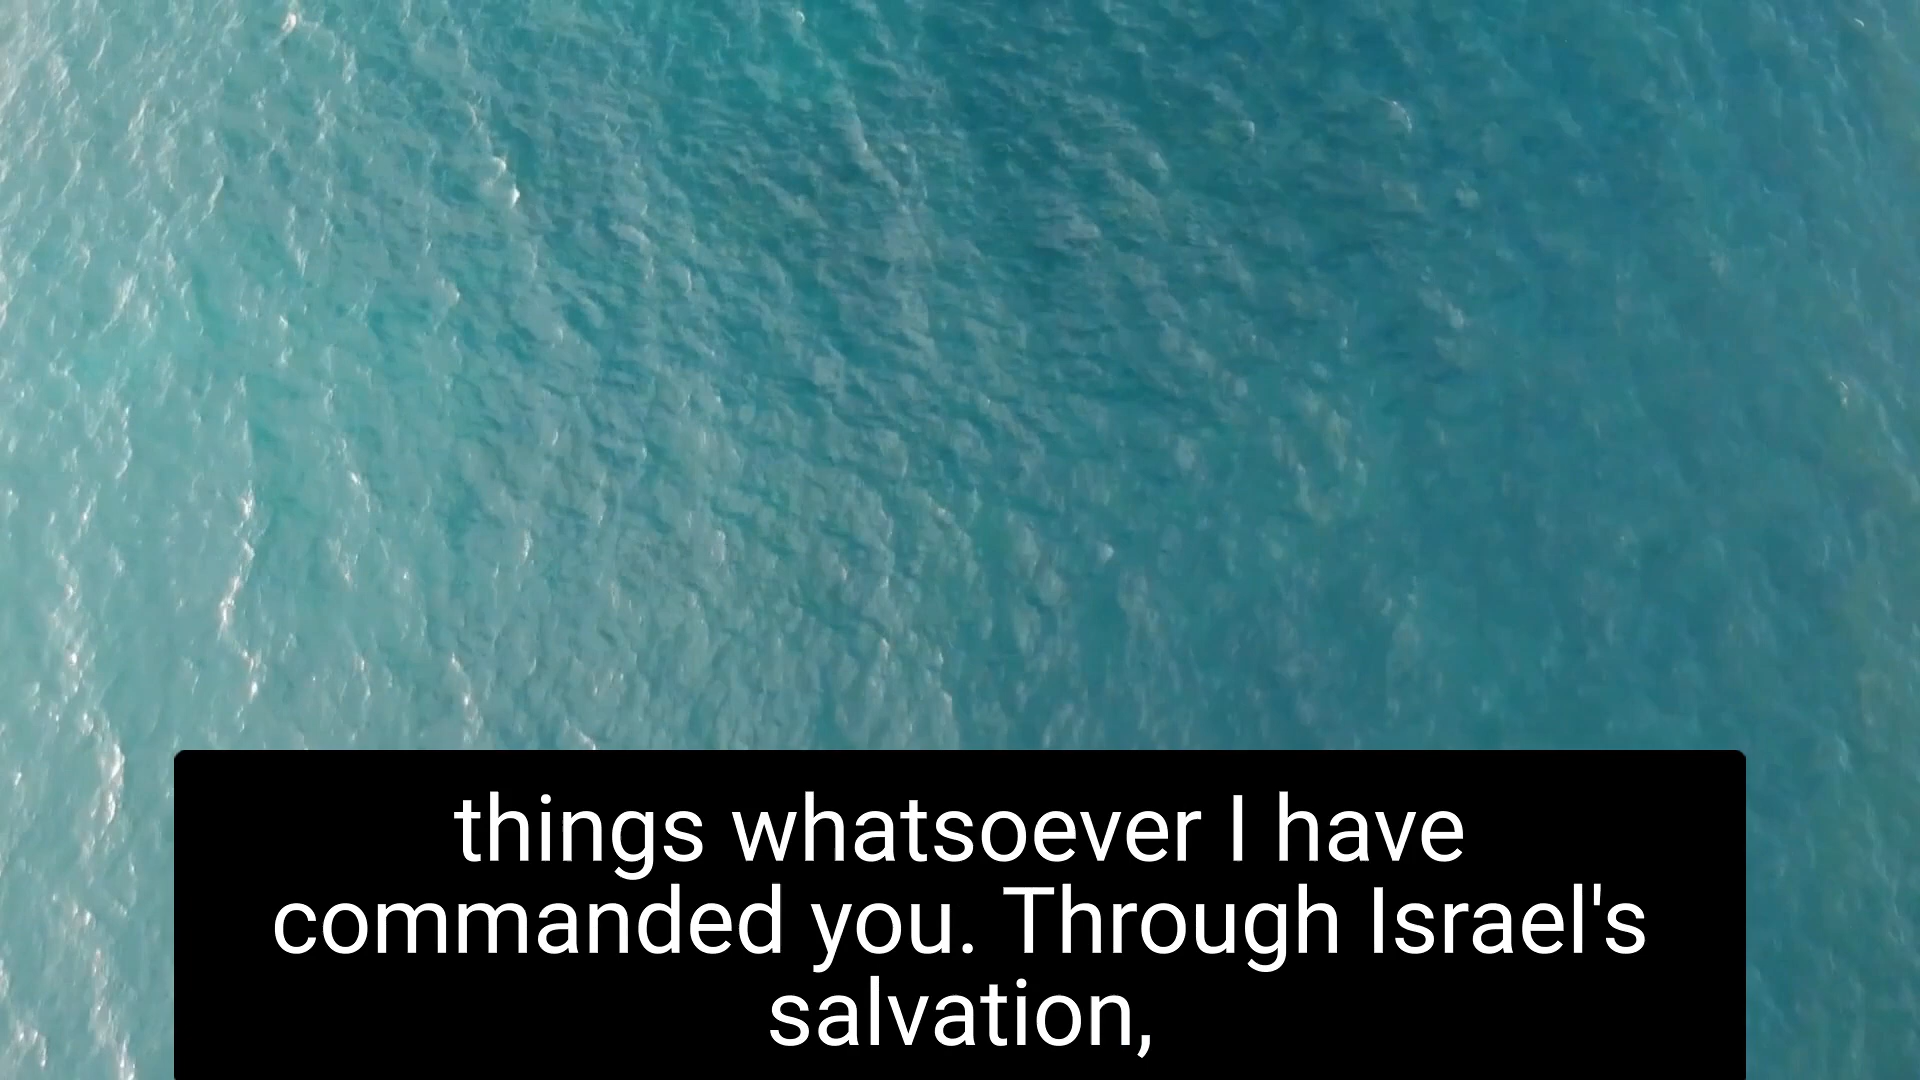 things whatsoever I have
commanded you. Through Israel's
salvation,